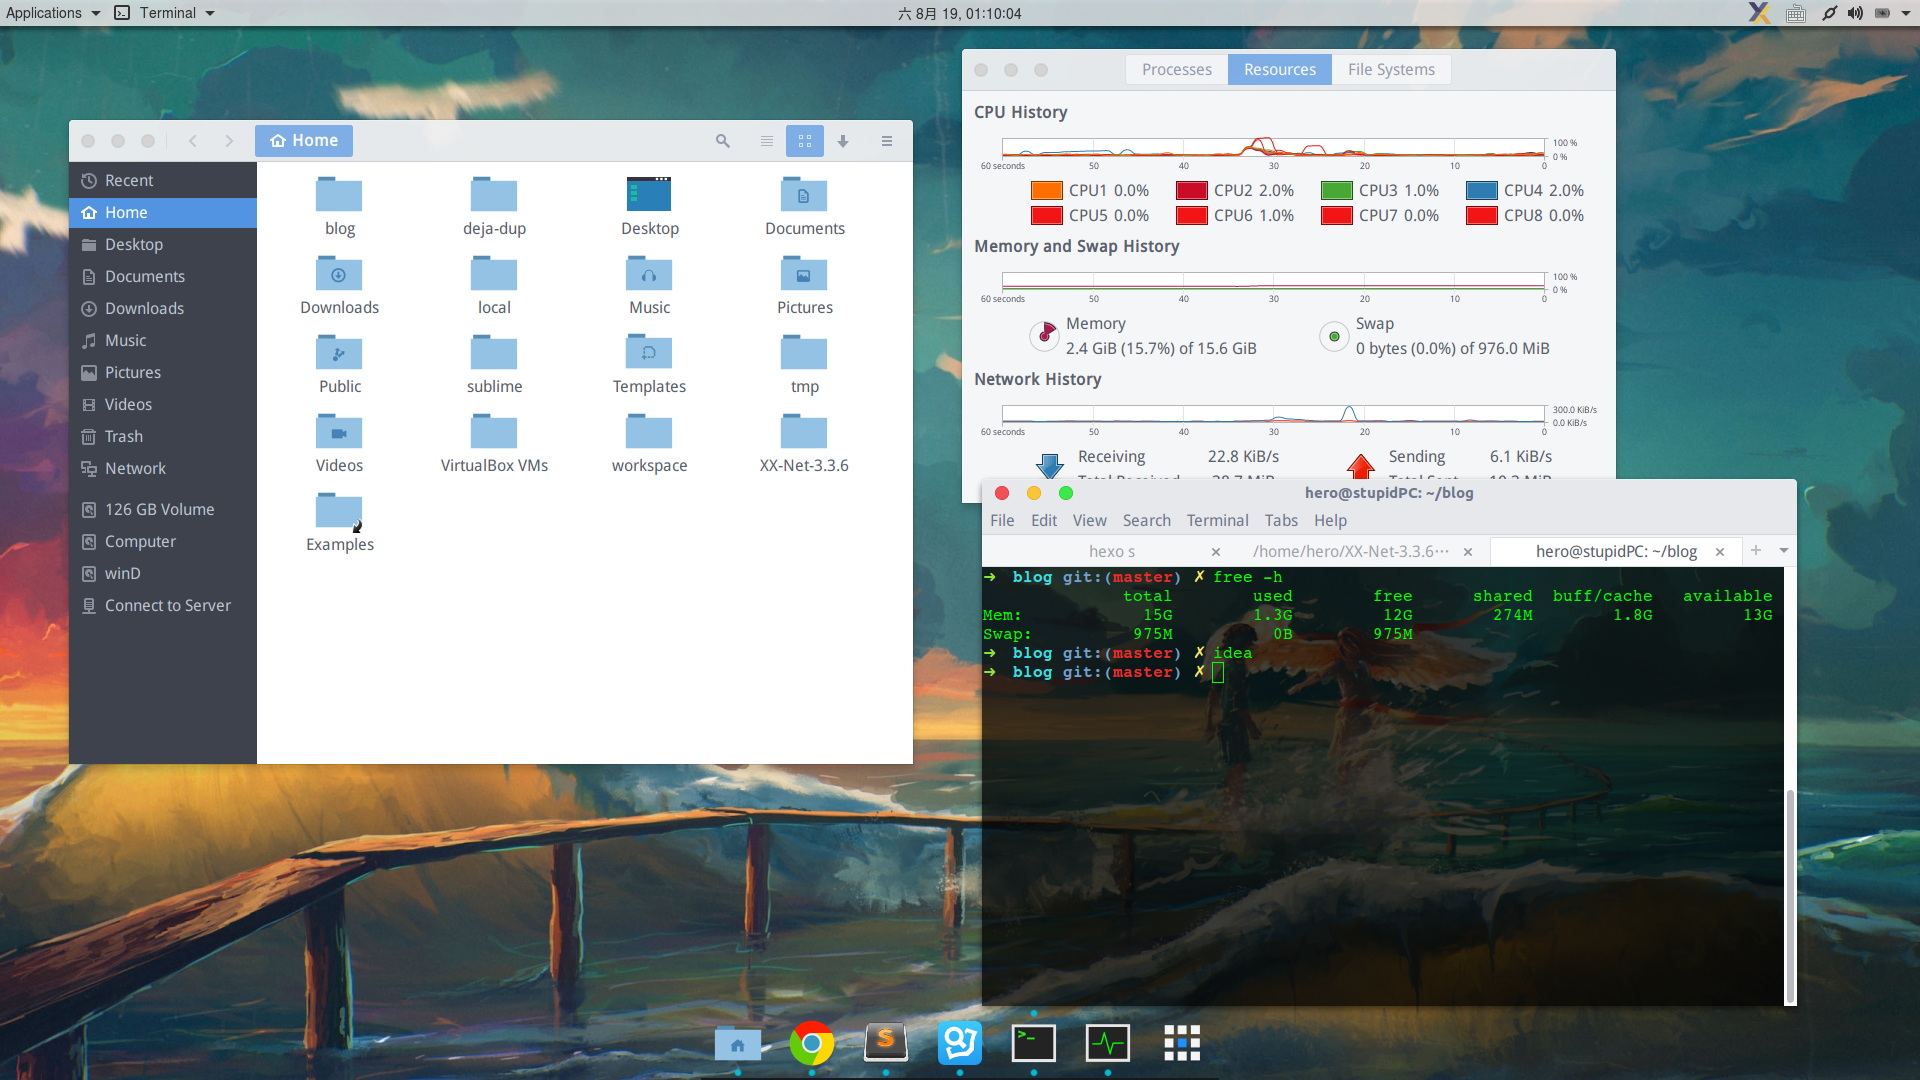 Applications Terminal 六 8月 19, 01:10:04
Home
Recent
Home
Desktop
Documents
Downloads
Music
Pictures
Videos
Trash
Network
126 GB Volume
Computer
winD
Connect to Server
blog deja-dup Desktop Documents
Downloads local Music Pictures
Public sublime Templates tmp
Videos VirtualBox VMs workspace XX-Net-3.3.6
Examples
Processes Resources File Systems
CPU History
100 %
0 %
60 seconds 50 40 30 20 10 0
CPU1 0.0% CPU2 2.0% CPU3 1.0% CPU4 2.0%
CPU5 0.0% CPU6 1.0% CPU7 0.0% CPU8 0.0%
Memory and Swap History
100 %
0 %
60 seconds 50 40 30 20 10 0
Memory Swap
2.4 GiB (15.7%) of 15.6 GiB 0 bytes (0.0%) of 976.0 MiB
Network History
300.0 KiB/s
0.0 KiB/s
60 seconds 50 40 30 20 10 0
Receiving 22.8 KiB/s Sending 6.1 KiB/s
hero@stupidPC: ~/blog
File Edit View Search Terminal Tabs Help
hexo s × /home/hero/XX-Net-3.3.6⋯ × hero@stupidPC: ~/blog × +
➜ blog git:(master) ✗ free -h
total used free shared buff/cache available
Mem: 15G 1.3G 12G 274M 1.8G 13G
Swap: 975M 0B 975M
➜ blog git:(master) ✗ idea
➜ blog git:(master) ✗